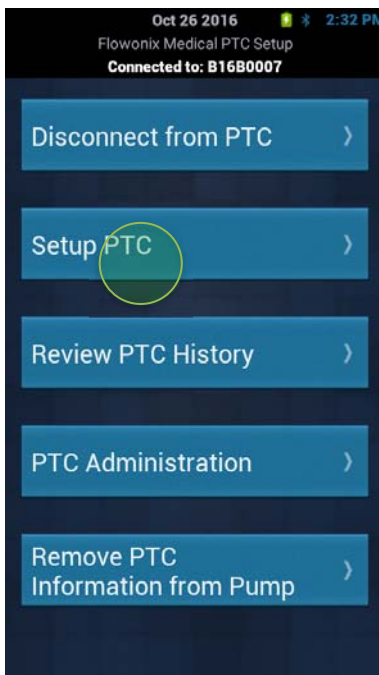 Oct 26 2016 2:32 PM
Flowonix Medical PTC Setup
Connected to: B16B0007
Disconnect from PTC
Setup PTC
Review PTC History
PTC Administration
Remove PTC
Information from Pump